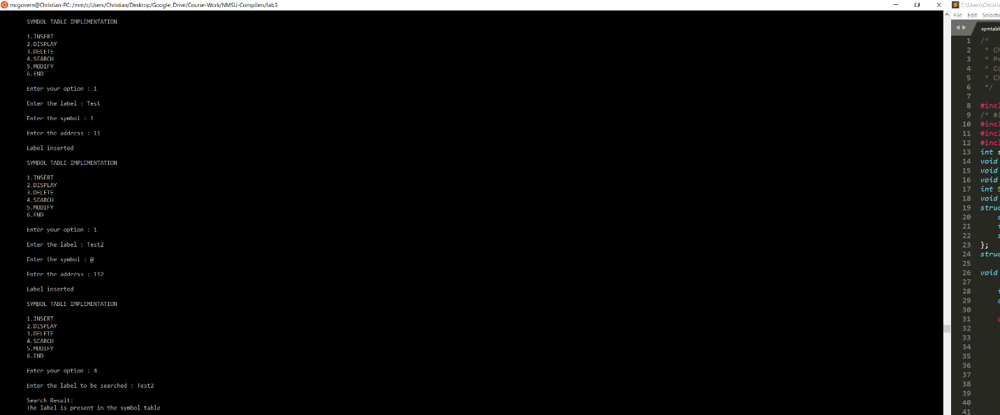 mcgovern@Christian-PC: /mnt/c/Users/Christian/Desktop/Google_Drive/Course-Work/NMSU-Compilers/lab3
SYMBOL TABLE IMPLEMENTATION
1.INSERT
2.DISPLAY
3.DELETE
4.SEARCH
5.MODIFY
6.END
Enter your option : 1
Enter the label : Test
Enter the symbol : !
Enter the address : 11
Label inserted
SYMBOL TABLE IMPLEMENTATION
1.INSERT
2.DISPLAY
3.DELETE
4.SEARCH
5.MODIFY
6.END
Enter your option : 1
Enter the label : Test2
Enter the symbol : @
Enter the address : 112
Label inserted
SYMBOL TABLE IMPLEMENTATION
1.INSERT
2.DISPLAY
3.DELETE
4.SEARCH
5.MODIFY
6.END
Enter your option : 4
Enter the label to be searched : Test2
Search Result:
The label is present in the symbol table
C:\Users\Christi
File Edit Selectio
symtabl
1 /*
2 * Ch
3 * Pr
4 * Co
5 * Ch
6 */
7
8 #incl
9 /* #i
10 #incl
11 #incl
12 #incl
13 int s
14 void
15 void
16 void
17 int S
18 void
19 struc
20 c
21 i
22 s
23 };
24 struc
25
26 void
27
28 i
29 c
30
31 c
32
33
34
35
36
37
38
39
40
41